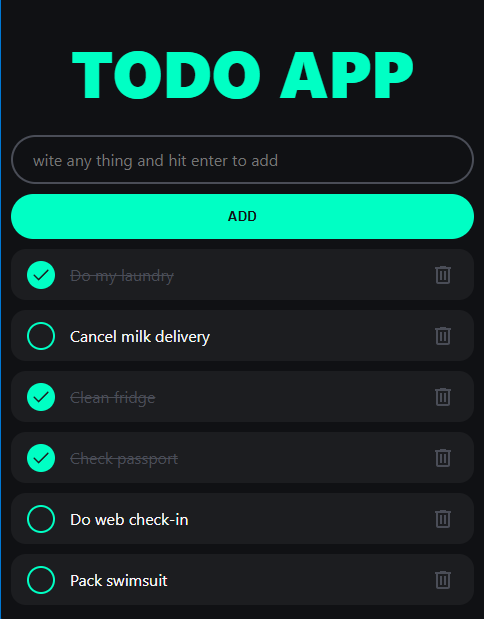 TODO APP
wite any thing and hit enter to add
ADD
Do my laundry
Cancel milk delivery
Clean fridge
Check passport
Do web check-in
Pack swimsuit